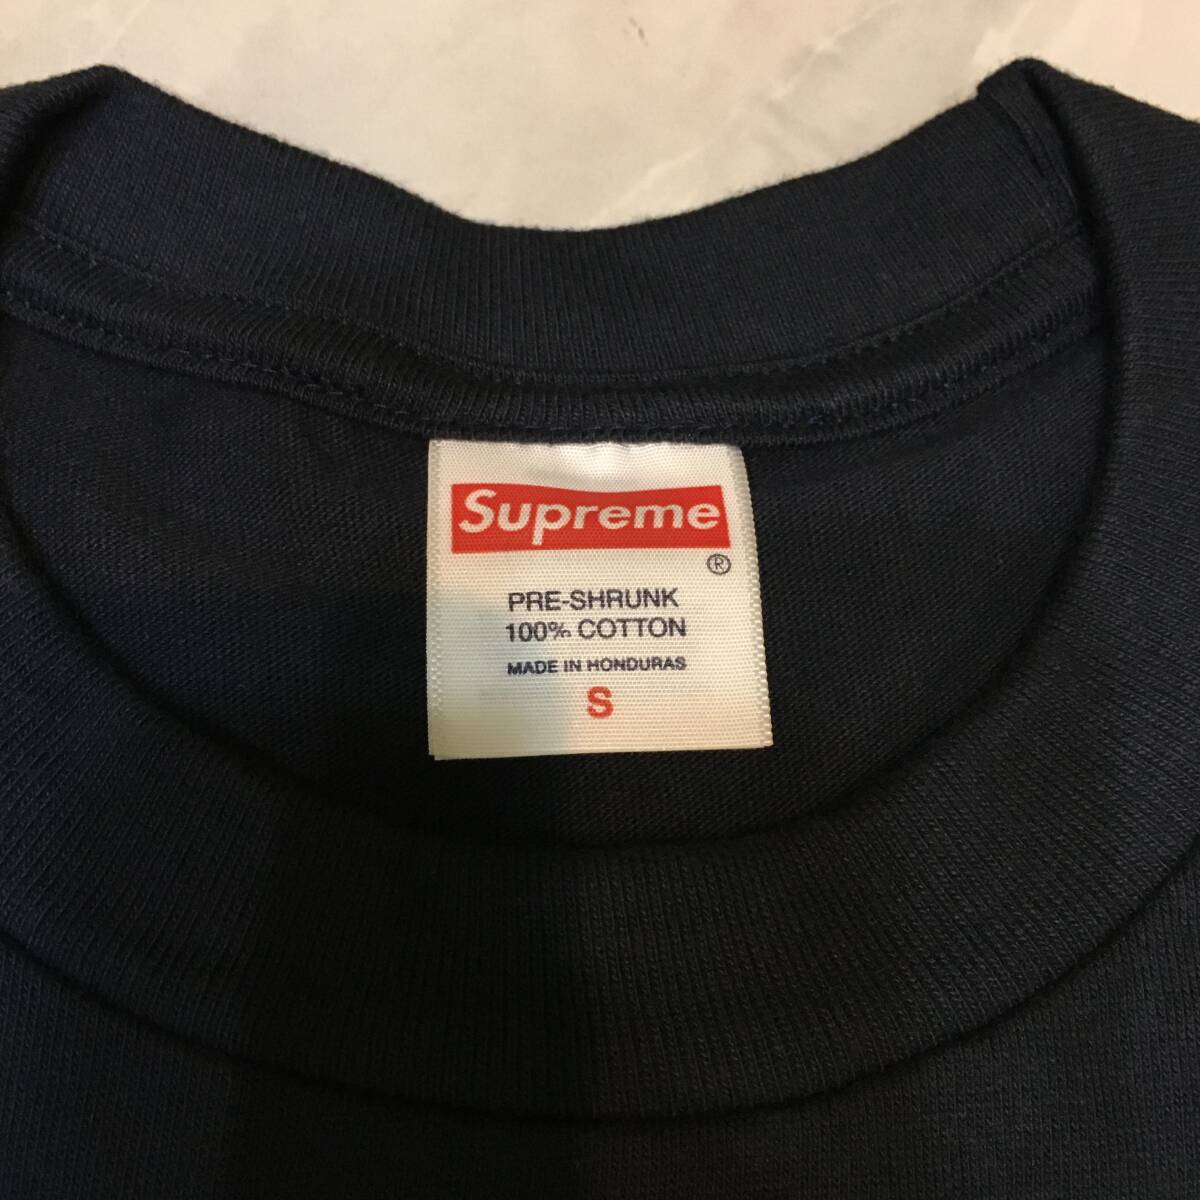 Supreme
®
PRE-SHRUNK
100% COTTON
MADE IN HONDURAS
S